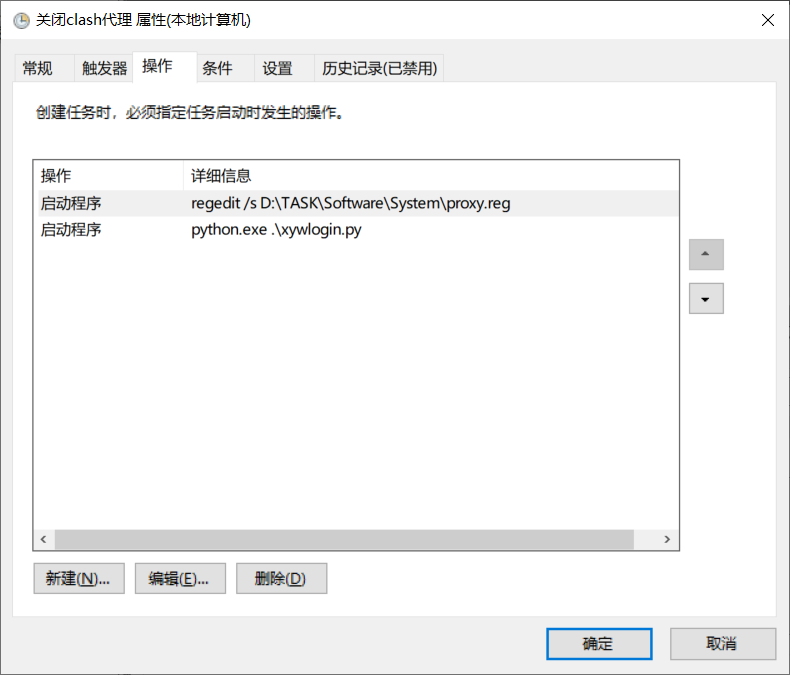 关闭clash代理 属性(本地计算机)
常规 触发器 操作 条件 设置 历史记录(已禁用)
创建任务时，必须指定任务启动时发生的操作。
操作 详细信息
启动程序 regedit /s D:\TASK\Software\System\proxy.reg
启动程序 python.exe .\xywlogin.py
新建(N)... 编辑(E)... 删除(D)
确定 取消